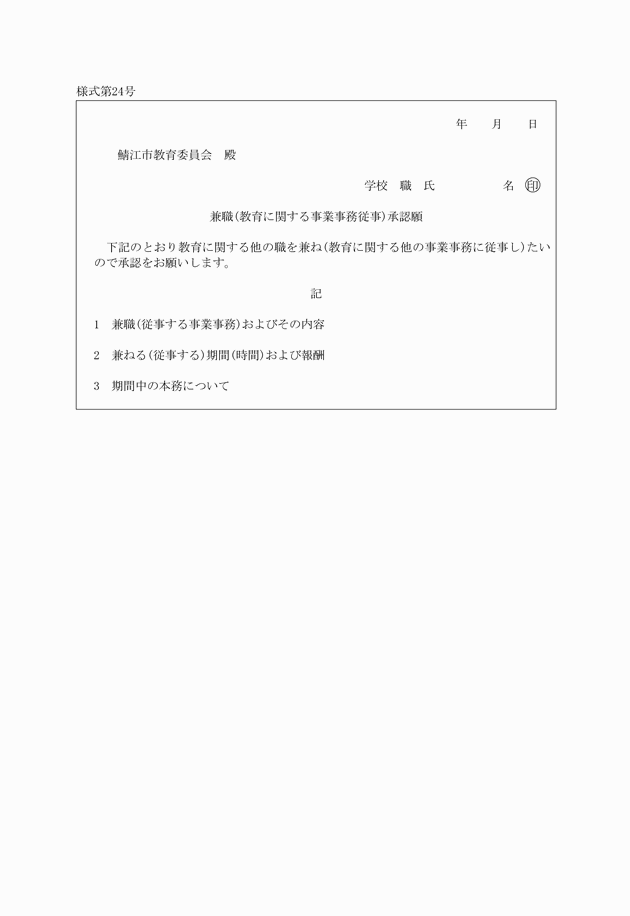 様式第24号
年　　月　　日
鯖江市教育委員会　殿
学校　職　氏　　　　　　名　㊞
兼職(教育に関する事業事務従事)承認願
下記のとおり教育に関する他の職を兼ね(教育に関する他の事業事務に従事し)たい
ので承認をお願いします。
記
1　兼職(従事する事業事務)およびその内容
2　兼ねる(従事する)期間(時間)および報酬
3　期間中の本務について